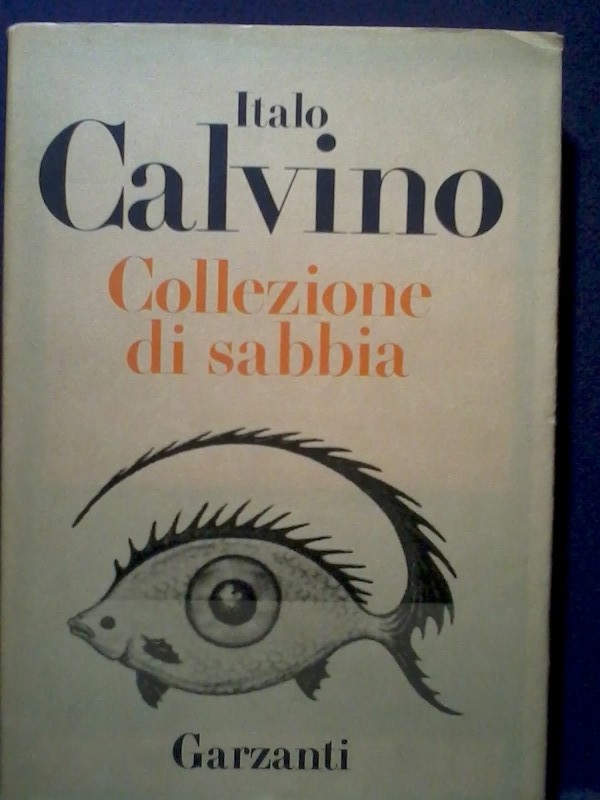 Italo
Calvino
Collezione
di sabbia
Garzanti